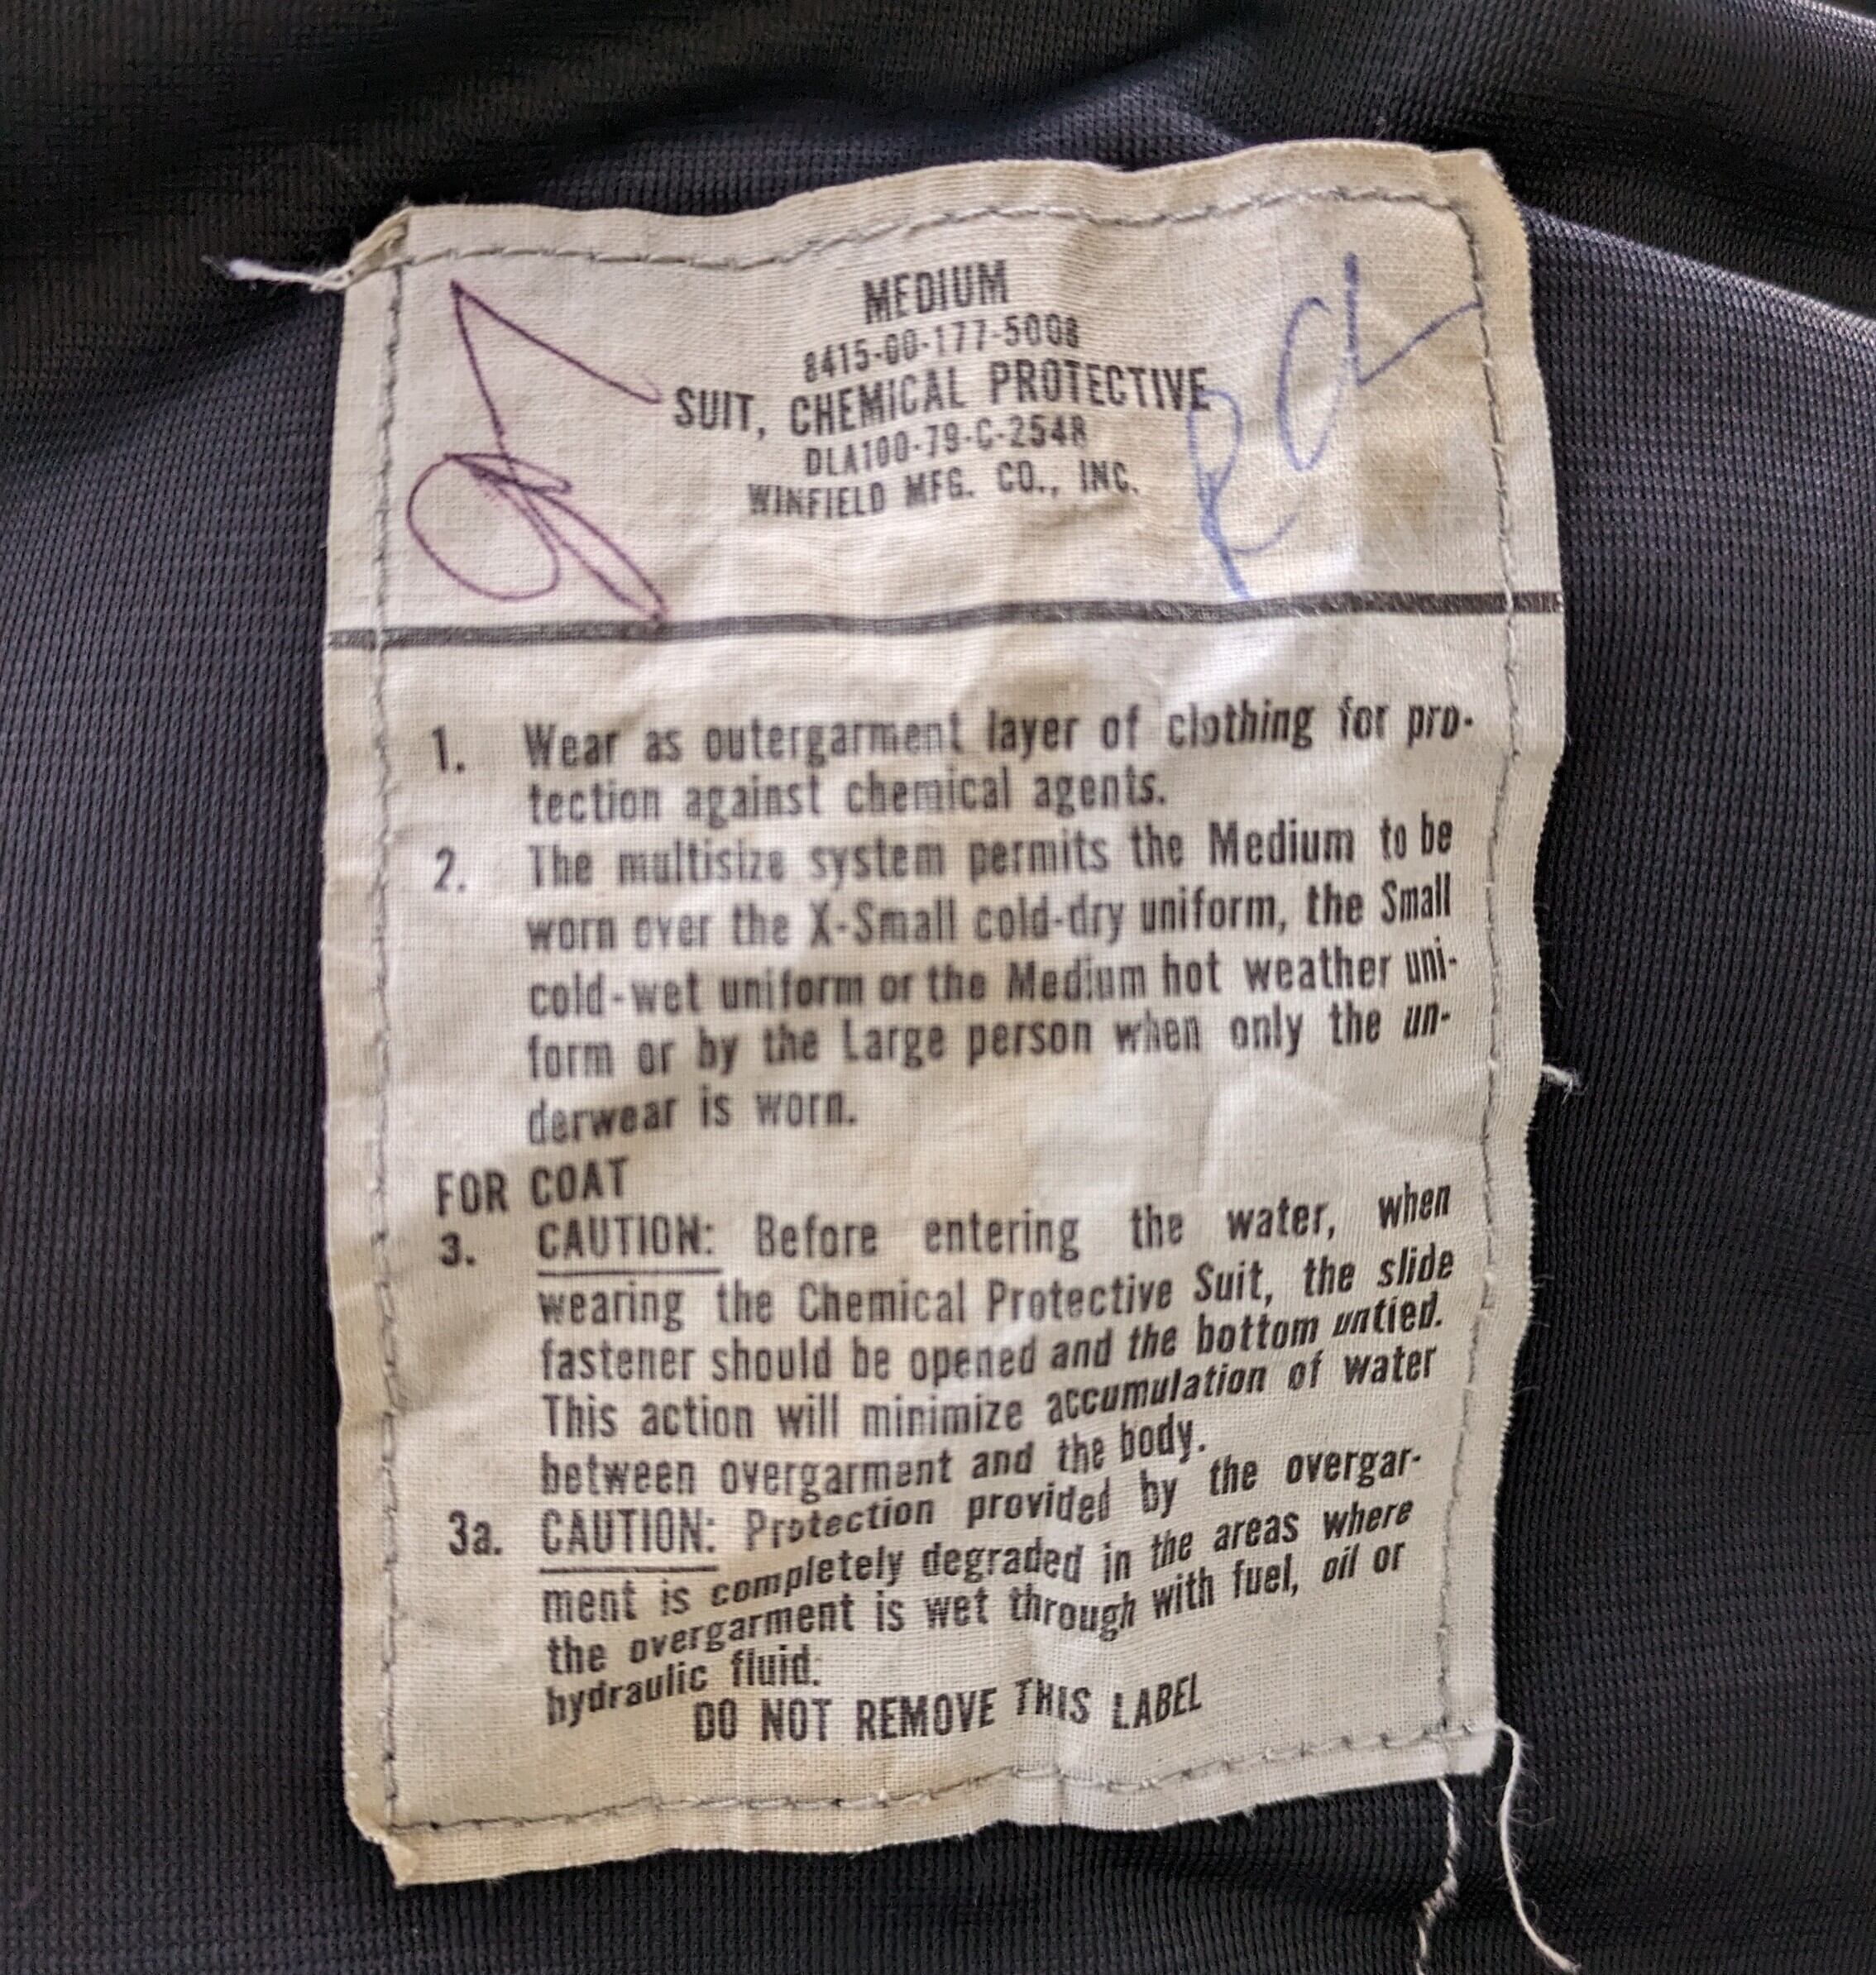 MEDIUM
8415-00-177-5008
SUIT, CHEMICAL PROTECTIVE
DLA100-79-C-2548
WINFIELD MFG. CO., INC.
R CL
1. Wear as outergarment layer of clothing for pro-
tection against chemical agents.
2. The multisize system permits the Medium to be
worn over the X-Small cold-dry uniform, the Small
cold-wet uniform or the Medium hot weather uni-
form or by the Large person when only the un-
derwear is worn.
FOR COAT
3. CAUTION: Before entering the water, when
wearing the Chemical Protective Suit, the slide
fastener should be opened and the bottom untied.
This action will minimize accumulation of water
between overgarment and the body.
3a. CAUTION: Protection provided by the overgar-
ment is completely degraded in the areas where
the overgarment is wet through with fuel, oil or
hydraulic fluid.
DO NOT REMOVE THIS LABEL